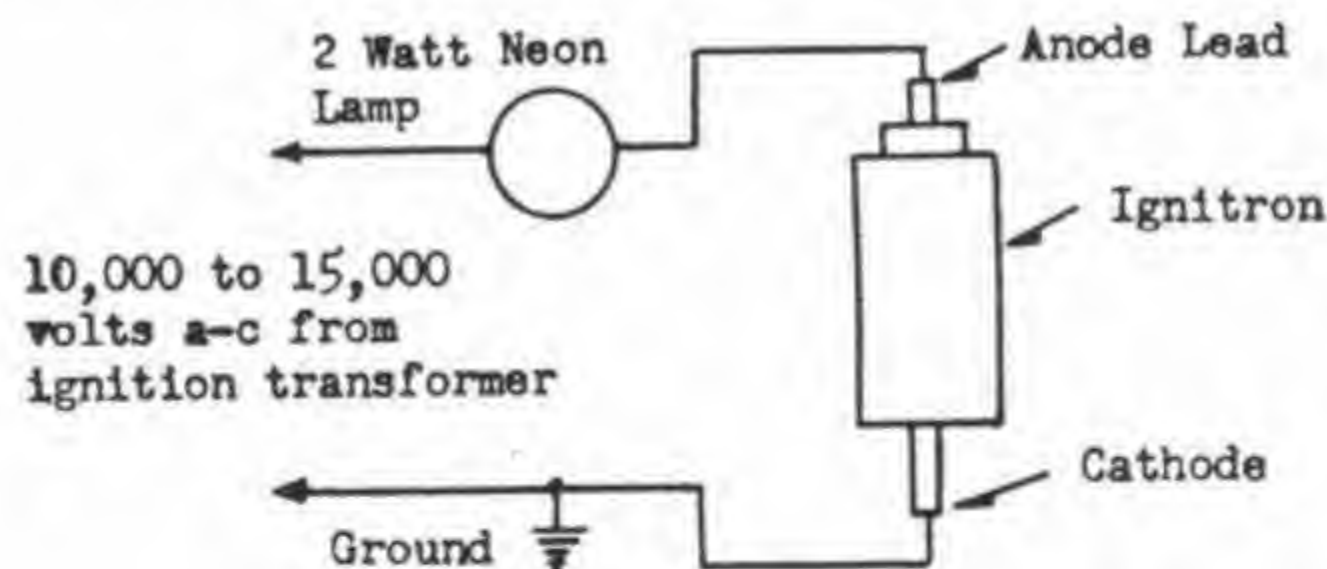 2 Watt Neon
Lamp
Anode Lead
Ignitron
10,000 to 15,000
volts a-c from
ignition transformer
Cathode
Ground